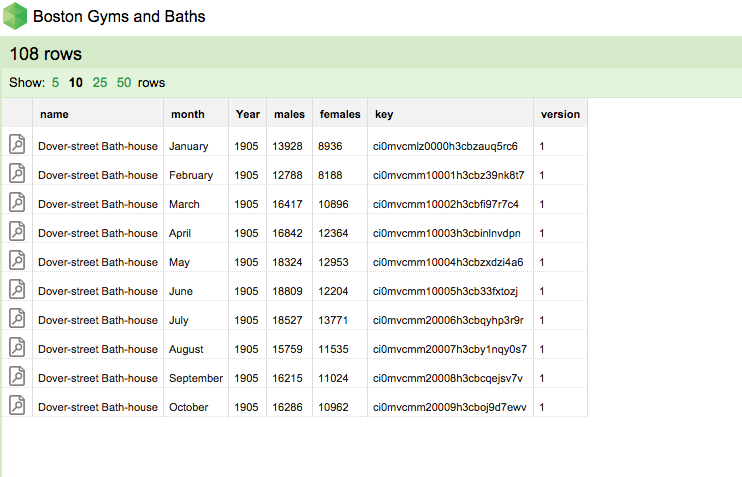 Boston Gyms and Baths
108 rows
Show: 5 10 25 50 rows
name month Year males females key version
Dover-street Bath-house January 1905 13928 8936 ci0mvcmlz0000h3cbzauq5rc6 1
Dover-street Bath-house February 1905 12788 8188 ci0mvcmm10001h3cbz39nk8t7 1
Dover-street Bath-house March 1905 16417 10896 ci0mvcmm10002h3cbfi97r7c4 1
Dover-street Bath-house April 1905 16842 12364 ci0mvcmm10003h3cbinlnvdpn 1
Dover-street Bath-house May 1905 18324 12953 ci0mvcmm10004h3cbzxdzi4a6 1
Dover-street Bath-house June 1905 18809 12204 ci0mvcmm10005h3cb33fxtozj 1
Dover-street Bath-house July 1905 18527 13771 ci0mvcmm20006h3cbqyhp3r9r 1
Dover-street Bath-house August 1905 15759 11535 ci0mvcmm20007h3cby1nqy0s7 1
Dover-street Bath-house September 1905 16215 11024 ci0mvcmm20008h3cbcqejsv7v 1
Dover-street Bath-house October 1905 16286 10962 ci0mvcmm20009h3cboj9d7ewv 1